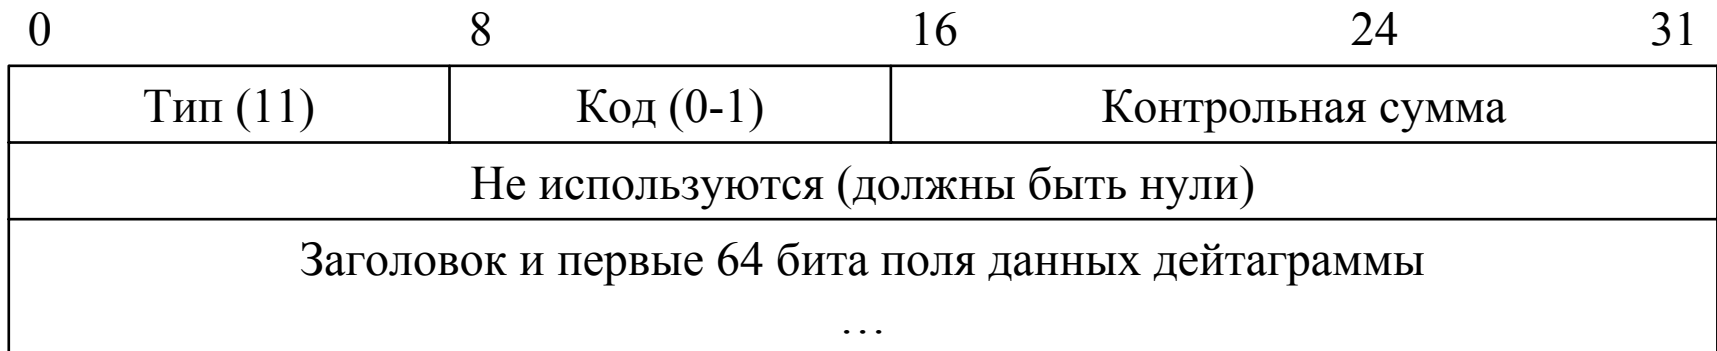 0 8 16 24 31
Тип (11) Код (0-1) Контрольная сумма
Не используются (должны быть нули)
Заголовок и первые 64 бита поля данных дейтаграммы
…